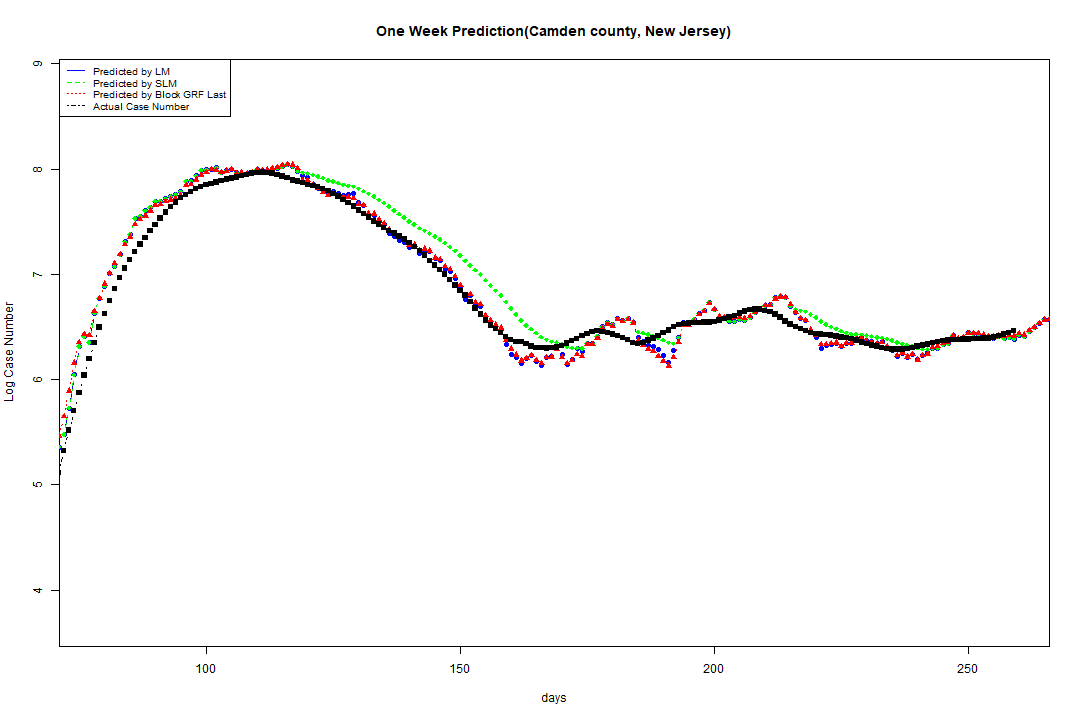 One Week Prediction(Camden county, New Jersey)
Predicted by LM
Predicted by SLM
Predicted by Block GRF Last
Actual Case Number
9
8
7
6
5
4
Log Case Number
100 150 200 250
days